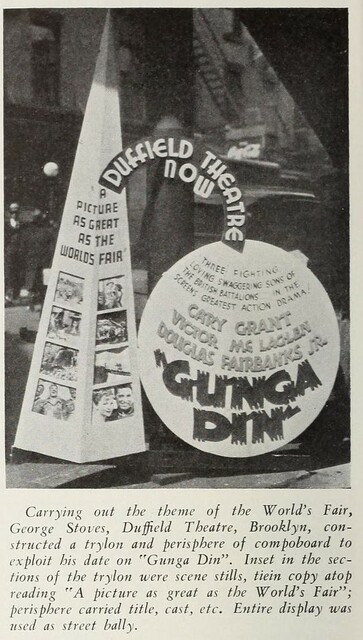 DUFFIELD THEATRE
NOW
A
PICTURE
AS GREAT
AS THE
WORLDS FAIR
THREE FIGHTING,
LOVING SWAGGERING SONS OF
THE BRITISH BATTALIONS IN THE
SCREEN'S GREATEST ACTION DRAMA!
CARY GRANT
VICTOR Mc LAGLEN
DOUGLAS FAIRBANKS JR.
"GUNGA
DIN"
Carrying out the theme of the World's Fair,
George Stoves, Duffield Theatre, Brooklyn, con-
structed a trylon and perisphere of compoboard to
exploit his date on "Gunga Din". Inset in the sec-
tions of the trylon were scene stills, tiein copy atop
reading "A picture as great as the World's Fair";
perisphere carried title, cast, etc. Entire display was
used as street bally.